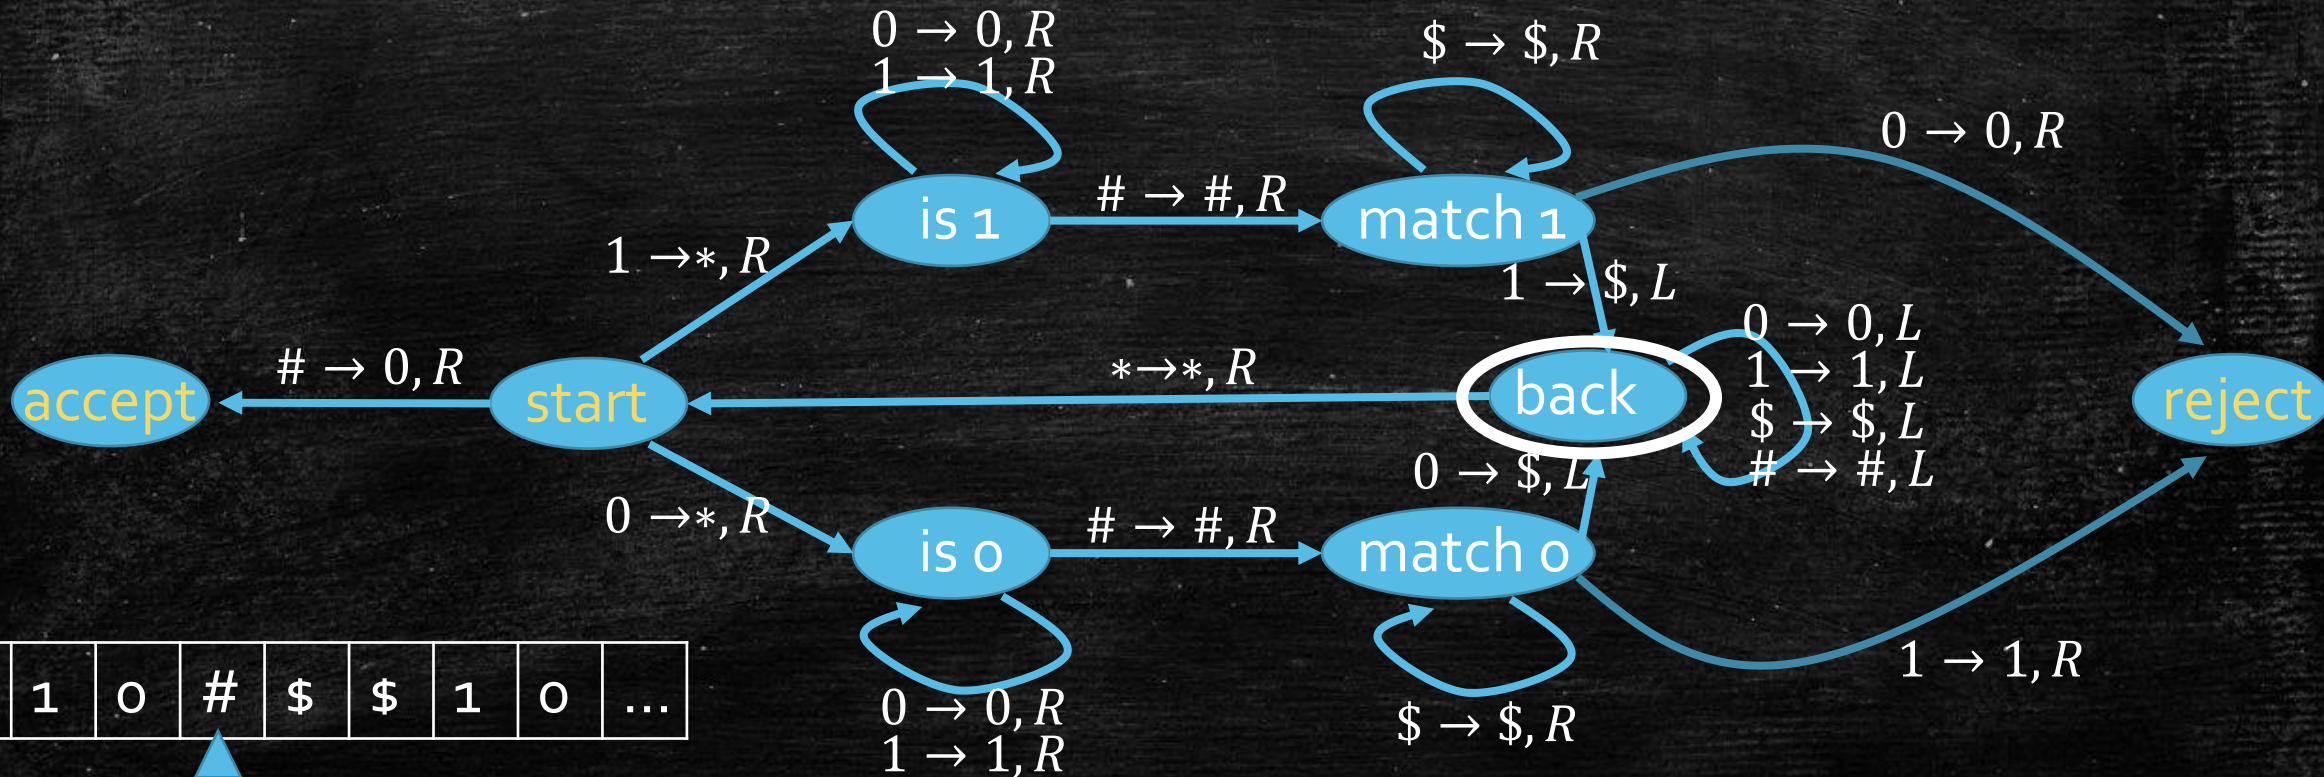 0 → 0, R
1 → 1, R
$ → $, R
0 → 0, R
is 1
# → #, R
match 1
1 →*, R
1 → $, L
accept
# → 0, R
start
*→*, R
back
0 → 0, L
1 → 1, L
$ → $, L
# → #, L
reject
0 → $, L
0 →*, R
is 0
# → #, R
match 0
1 → 1, R
0 → 0, R
1 → 1, R
$ → $, R
1 0 # $ $ 1 0 ...